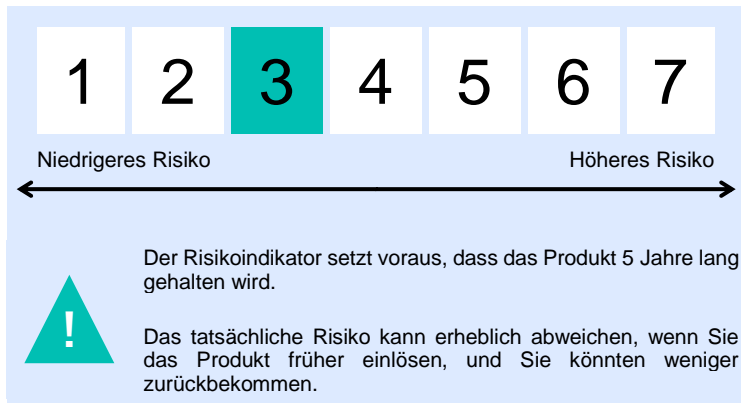 1 2 3 4 5 6 7
Niedrigeres Risiko Höheres Risiko
Der Risikoindikator setzt voraus, dass das Produkt 5 Jahre lang
gehalten wird.
!
Das tatsächliche Risiko kann erheblich abweichen, wenn Sie
das Produkt früher einlösen, und Sie könnten weniger
zurückbekommen.